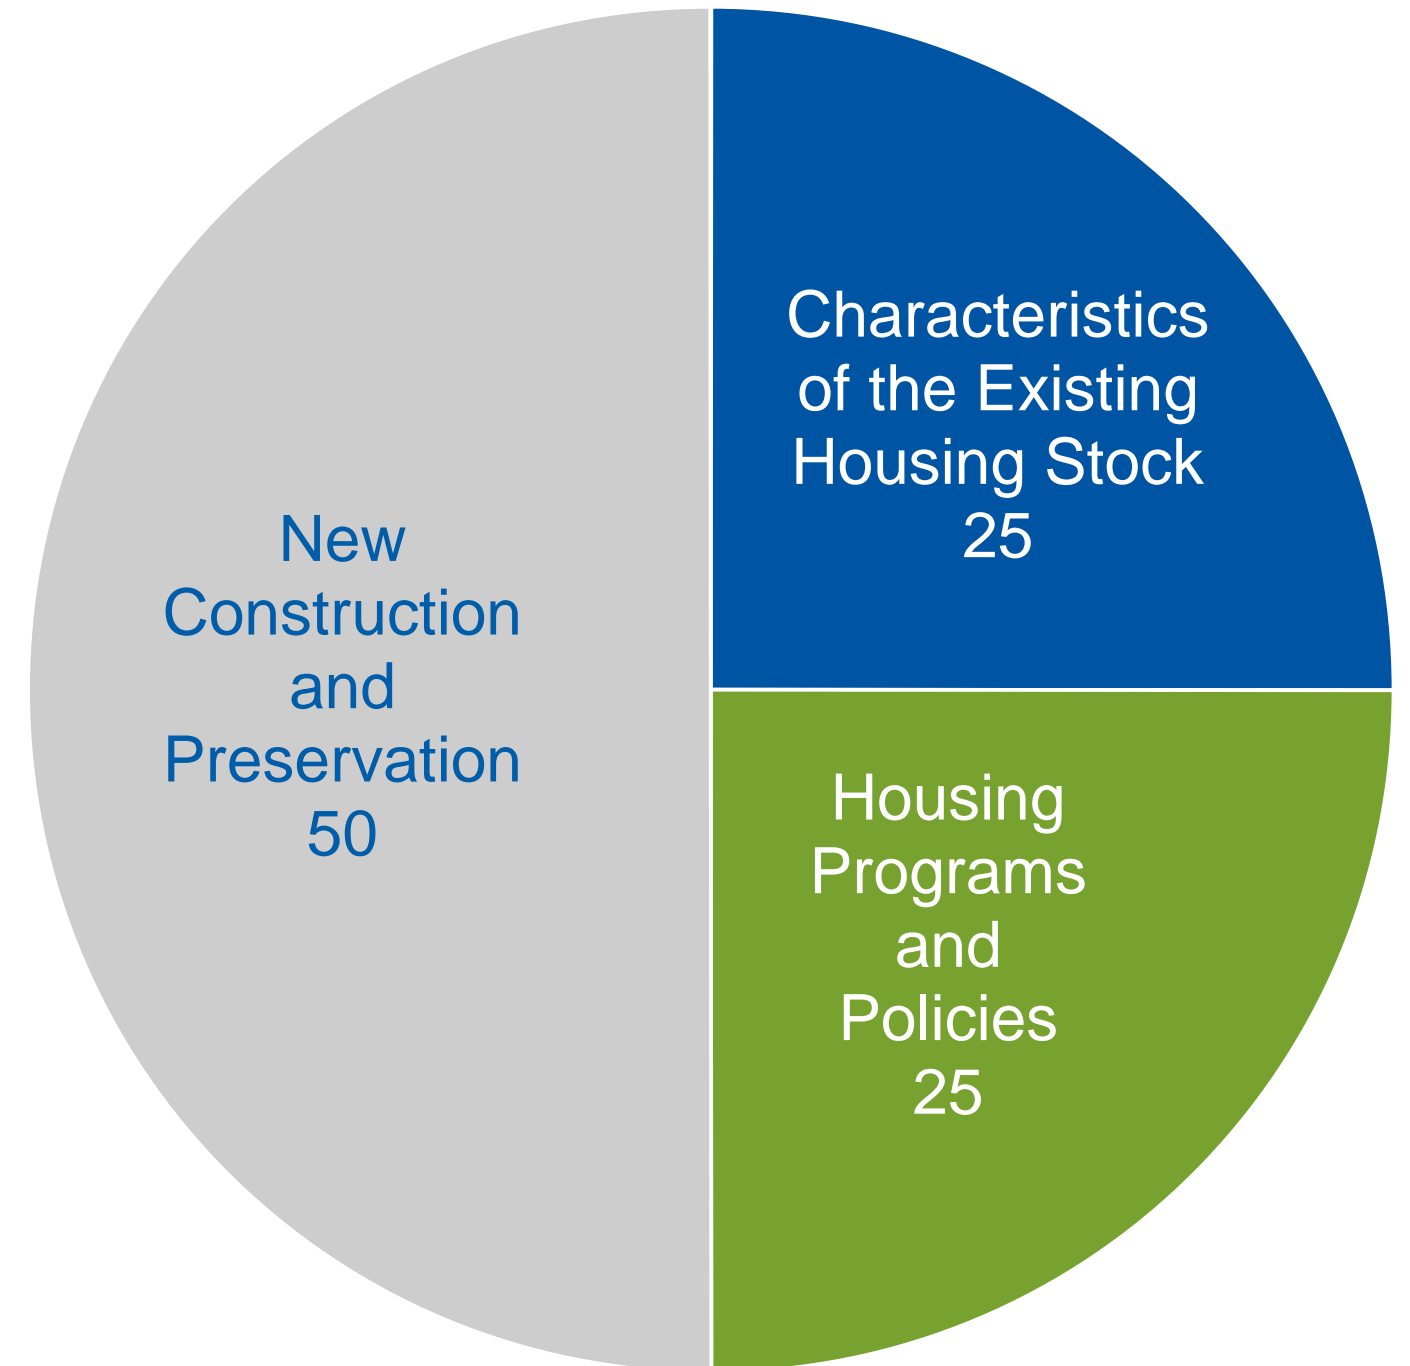 Characteristics
of the Existing
Housing Stock
25
New
Construction
and
Preservation
50
Housing
Programs
and
Policies
25